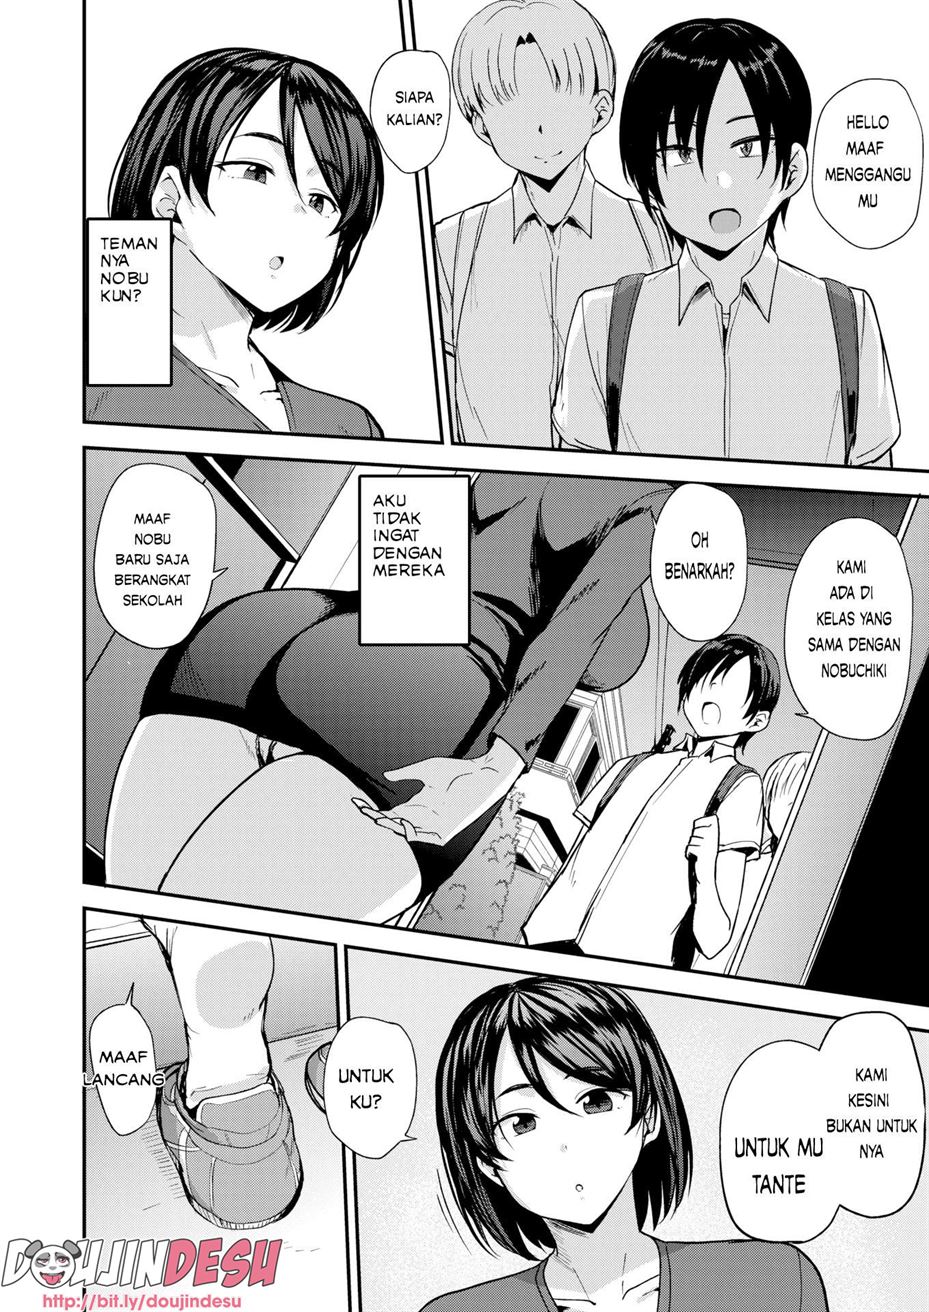 HELLO
MAAF
MENGGANGU
MU
SIAPA
KALIAN?
TEMAN
NYA
NOBU
KUN?
KAMI
ADA DI
KELAS YANG
SAMA DENGAN
NOBUCHIKI
OH
BENARKAH?
AKU
TIDAK
INGAT
DENGAN
MEREKA
MAAF
NOBU
BARU SAJA
BERANGKAT
SEKOLAH
KAMI
KESINI
BUKAN UNTUK
NYA
UNTUK MU
TANTE
UNTUK
KU?
MAAF
LANCANG
DOUJINDESU
http://bit.ly/doujindesu